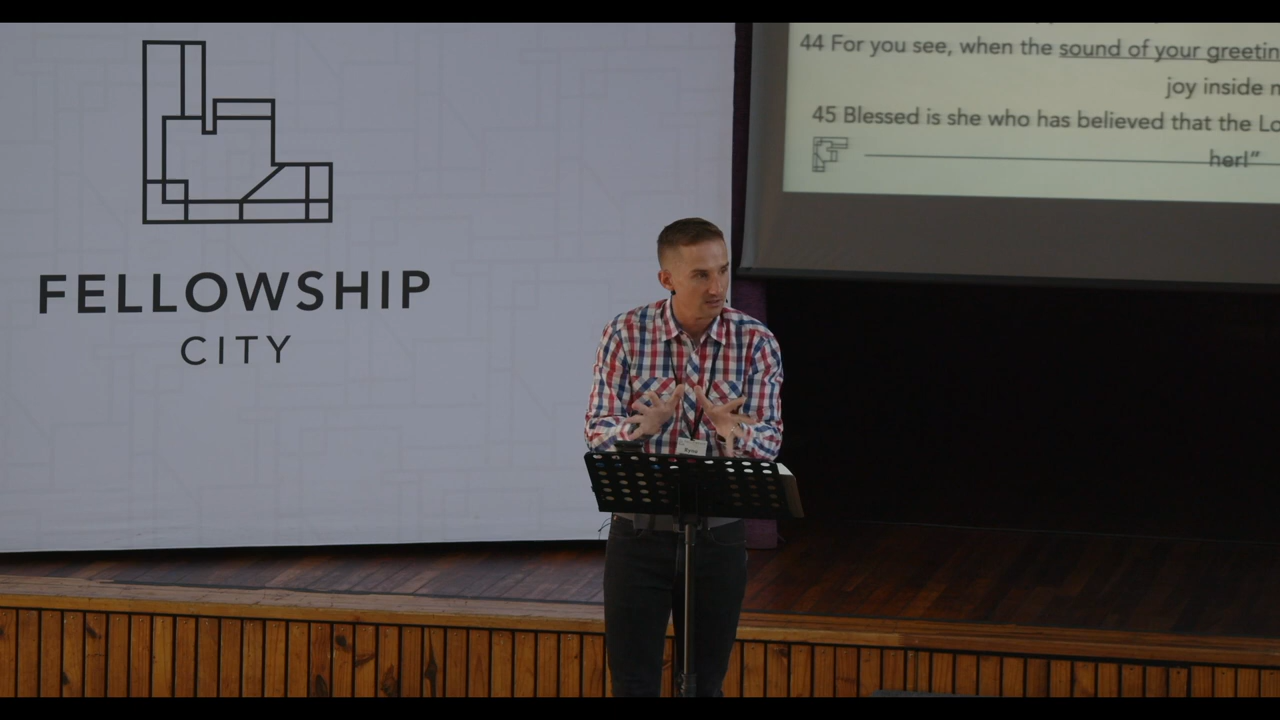 FELLOWSHIP
CITY
44 For you see, when the sound of your greetin
joy inside
45 Blessed is she who has believed that the Lo
her!”